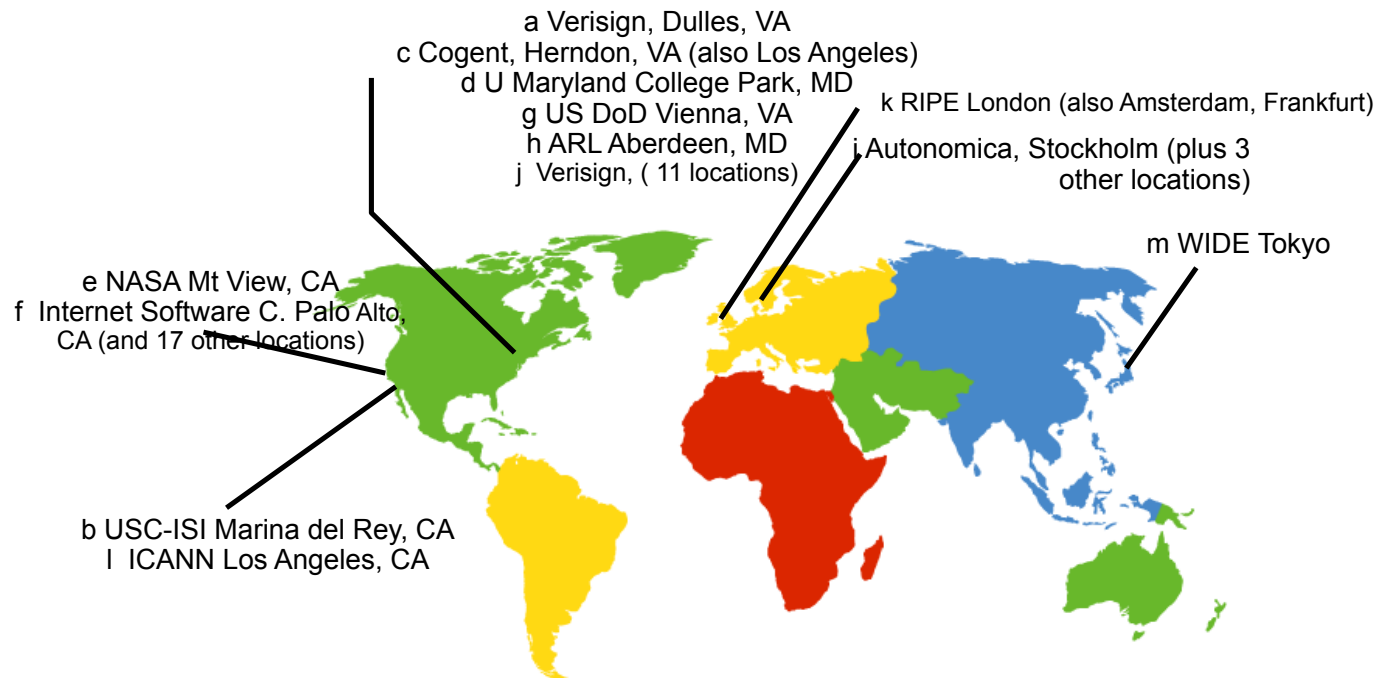 a Verisign, Dulles, VA
c Cogent, Herndon, VA (also Los Angeles)
d U Maryland College Park, MD
g US DoD Vienna, VA
h ARL Aberdeen, MD
j Verisign, ( 11 locations)
k RIPE London (also Amsterdam, Frankfurt)
i Autonomica, Stockholm (plus 3
other locations)
m WIDE Tokyo
e NASA Mt View, CA
f Internet Software C. Palo Alto,
CA (and 17 other locations)
b USC-ISI Marina del Rey, CA
l ICANN Los Angeles, CA